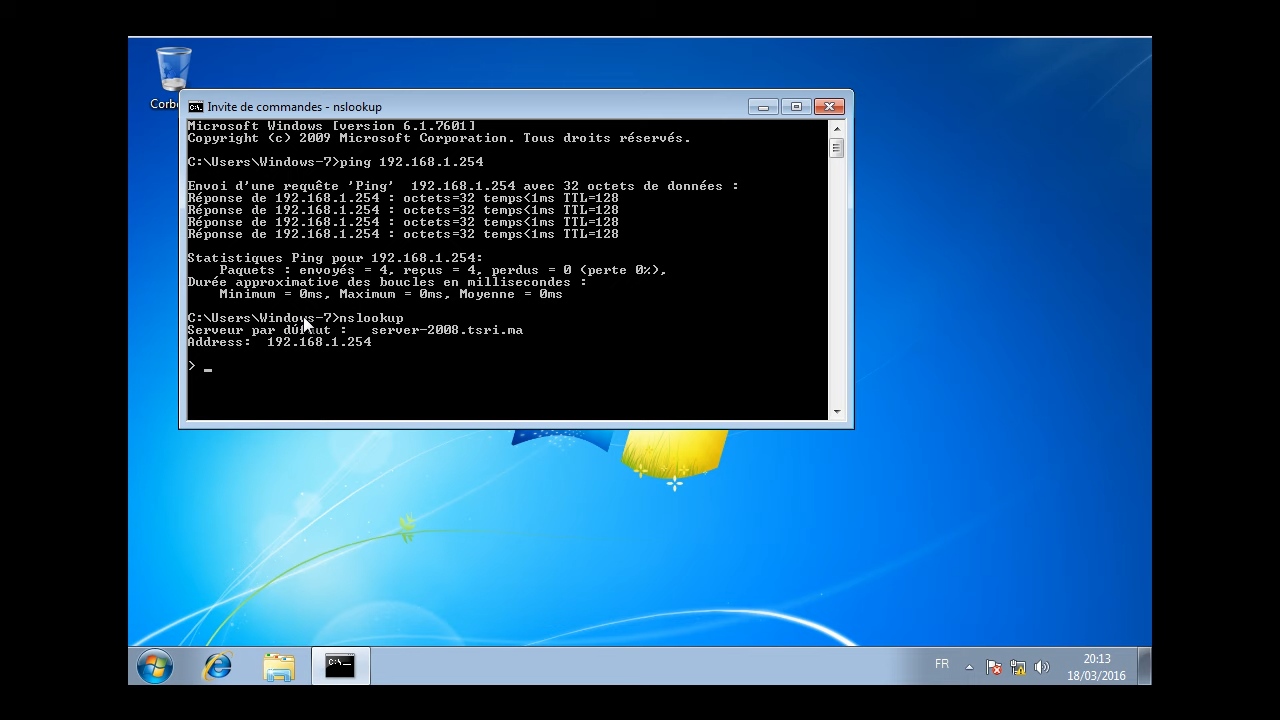 Corbe
Invite de commandes - nslookup
Microsoft Windows [version 6.1.7601]
Copyright (c) 2009 Microsoft Corporation. Tous droits réservés.
C:\Users\Windows-7>ping 192.168.1.254
Envoi d'une requête 'Ping'  192.168.1.254 avec 32 octets de données :
Réponse de 192.168.1.254 : octets=32 temps<1ms TTL=128
Réponse de 192.168.1.254 : octets=32 temps<1ms TTL=128
Réponse de 192.168.1.254 : octets=32 temps<1ms TTL=128
Réponse de 192.168.1.254 : octets=32 temps<1ms TTL=128
Statistiques Ping pour 192.168.1.254:
    Paquets : envoyés = 4, reçus = 4, perdus = 0 (perte 0%),
Durée approximative des boucles en millisecondes :
    Minimum = 0ms, Maximum = 0ms, Moyenne = 0ms
C:\Users\Windows-7>nslookup
Serveur par dúfaut :   server-2008.tsri.ma
Address:  192.168.1.254
> _
C:\_
FR
20:13
18/03/2016